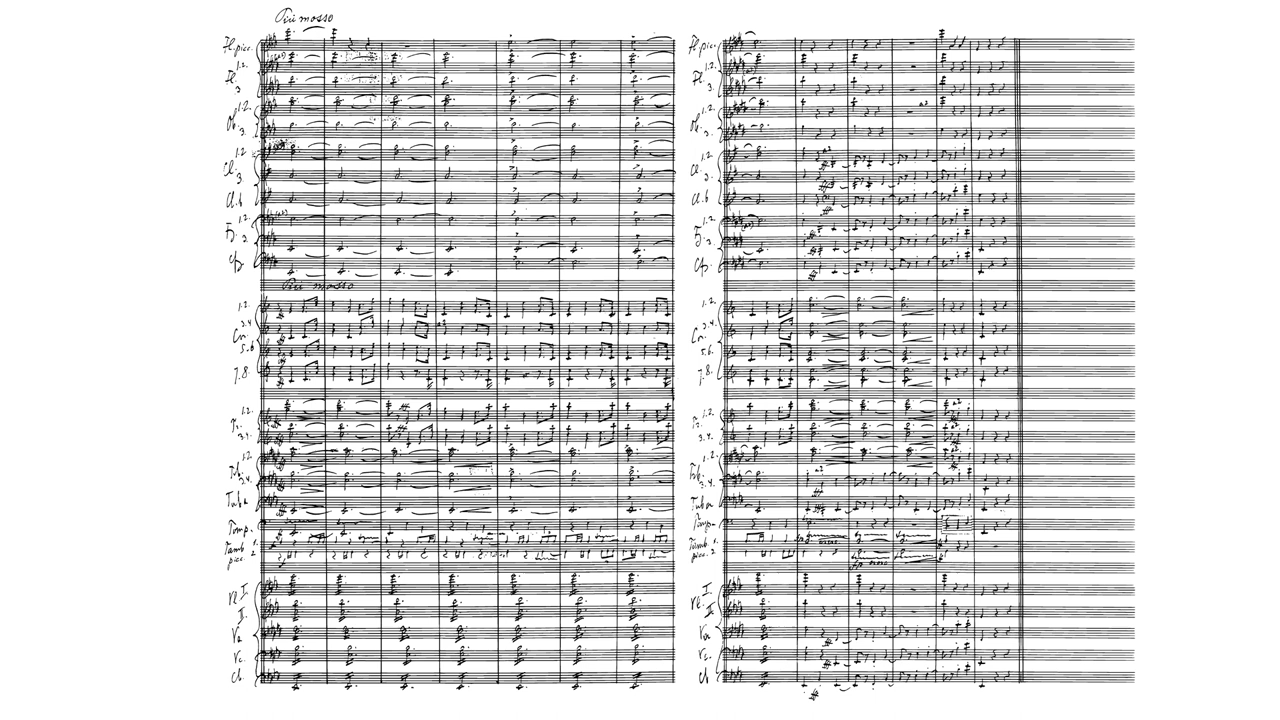 Più mosso
Fl. picc.
1.2.
Fl.
3
1.2.
Ob.
3.
1.2
Cl.
3.
Cl. b
1.2.
Fg.
Cfg
Più mosso
1.2.
3.4
Cor.
5.6
7.8.
1.2.
Tr.
3.4.
1.2.
Tbn.
3.4.
Tuba
Timp.
1.
Tamb.
picc. 2
Vl I.
II.
Va
Vc.
Cb
Fl. picc.
1.2.
Fl.
3.
1.2.
Ob.
3.
1.2.
Cl.
3.
Cl. b
1.2.
Fg.
3.
Cfg.
1.2.
3.4.
Cor.
5.6.
7.8.
1.2.
Tr.
3.4.
1.2.
Tbn.
3.4.
Tuba
Timp.
1.
Tamb.
picc. 2
Vl. I
II
Va
Vc.
Cb